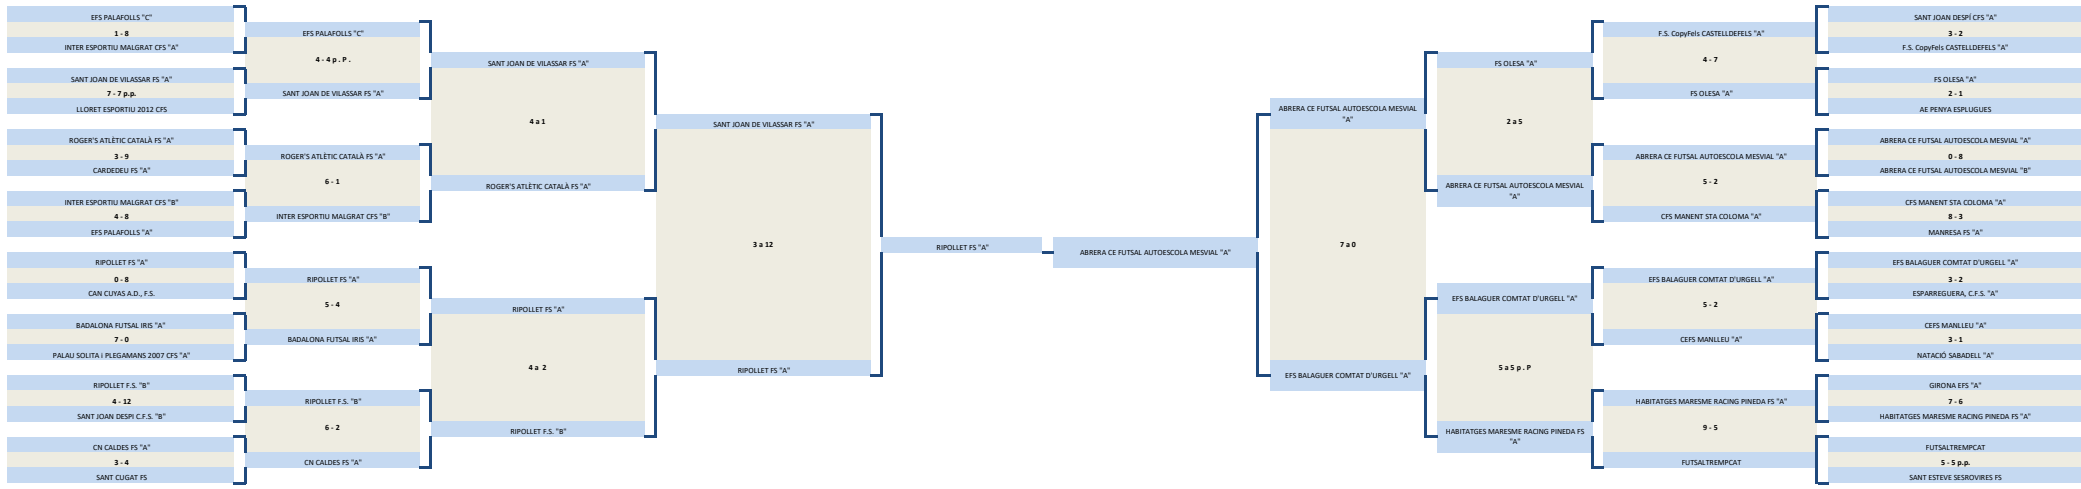 EFS PALAFOLLS "C"
1 - 8
INTER ESPORTIU MALGRAT CFS "A"
SANT JOAN DE VILASSAR FS "A"
7 - 7 p.p.
LLORET ESPORTIU 2012 CFS
ROGER'S ATLÈTIC CATALÀ FS "A"
3 - 9
CARDEDEU FS "A"
INTER ESPORTIU MALGRAT CFS "B"
4 - 8
EFS PALAFOLLS "A"
RIPOLLET FS "A"
0 - 8
CAN CUYAS A.D., F.S.
BADALONA FUTSAL IRIS "A"
7 - 0
PALAU SOLITA i PLEGAMANS 2007 CFS "A"
RIPOLLET F.S. "B"
4 - 12
SANT JOAN DESPI C.F.S. "B"
CN CALDES FS "A"
3 - 4
SANT CUGAT FS
EFS PALAFOLLS "C"
4 - 4 p . P .
SANT JOAN DE VILASSAR FS "A"
ROGER'S ATLÈTIC CATALÀ FS "A"
6 - 1
INTER ESPORTIU MALGRAT CFS "B"
RIPOLLET FS "A"
5 - 4
BADALONA FUTSAL IRIS "A"
RIPOLLET F.S. "B"
6 - 2
CN CALDES FS "A"
SANT JOAN DE VILASSAR FS "A"
4 a 1
ROGER'S ATLÈTIC CATALÀ FS "A"
RIPOLLET FS "A"
4 a 2
RIPOLLET F.S. "B"
SANT JOAN DE VILASSAR FS "A"
3 a 12
RIPOLLET FS "A"
RIPOLLET FS "A"
ABRERA CE FUTSAL AUTOESCOLA MESVIAL "A"
ABRERA CE FUTSAL AUTOESCOLA MESVIAL
"A"
7 a 0
EFS BALAGUER COMTAT D'URGELL "A"
FS OLESA "A"
2 a 5
ABRERA CE FUTSAL AUTOESCOLA MESVIAL
"A"
EFS BALAGUER COMTAT D'URGELL "A"
5 a 5 p . P
HABITATGES MARESME RACING PINEDA FS
"A"
F.S. CopyFels CASTELLDEFELS "A"
4 - 7
FS OLESA "A"
ABRERA CE FUTSAL AUTOESCOLA MESVIAL "A"
5 - 2
CFS MANENT STA COLOMA "A"
EFS BALAGUER COMTAT D'URGELL "A"
5 - 2
CEFS MANLLEU "A"
HABITATGES MARESME RACING PINEDA FS "A"
9 - 5
FUTSALTREMPCAT
SANT JOAN DESPÍ CFS "A"
3 - 2
F.S. CopyFels CASTELLDEFELS "A"
FS OLESA "A"
2 - 1
AE PENYA ESPLUGUES
ABRERA CE FUTSAL AUTOESCOLA MESVIAL "A"
0 - 8
ABRERA CE FUTSAL AUTOESCOLA MESVIAL "B"
CFS MANENT STA COLOMA "A"
8 - 3
MANRESA FS "A"
EFS BALAGUER COMTAT D'URGELL "A"
3 - 2
ESPARREGUERA, C.F.S. "A"
CEFS MANLLEU "A"
3 - 1
NATACIÓ SABADELL "A"
GIRONA EFS "A"
7 - 6
HABITATGES MARESME RACING PINEDA FS "A"
FUTSALTREMPCAT
5 - 5 p.p.
SANT ESTEVE SESROVIRES FS